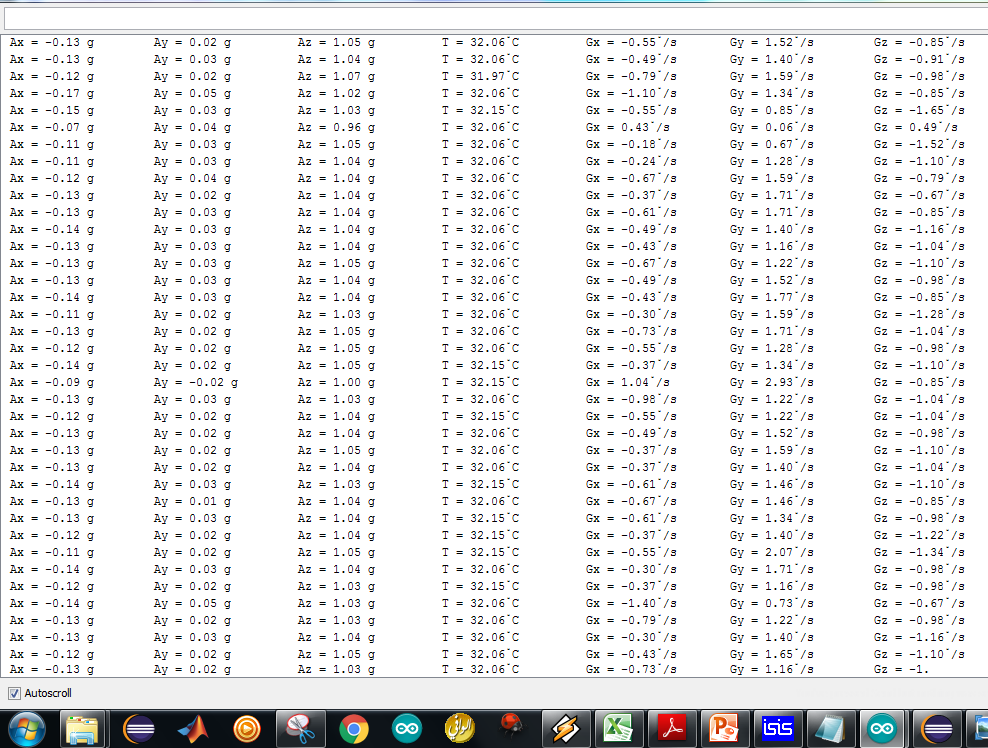 Ax = -0.13 g Ay = 0.02 g Az = 1.05 g T = 32.06°C Gx = -0.55°/s Gy = 1.52°/s Gz = -0.85°/s
Ax = -0.13 g Ay = 0.03 g Az = 1.04 g T = 32.06°C Gx = -0.49°/s Gy = 1.40°/s Gz = -0.91°/s
Ax = -0.12 g Ay = 0.02 g Az = 1.07 g T = 31.97°C Gx = -0.79°/s Gy = 1.59°/s Gz = -0.98°/s
Ax = -0.17 g Ay = 0.05 g Az = 1.02 g T = 32.06°C Gx = -1.10°/s Gy = 1.34°/s Gz = -0.85°/s
Ax = -0.15 g Ay = 0.03 g Az = 1.03 g T = 32.15°C Gx = -0.55°/s Gy = 0.85°/s Gz = -1.65°/s
Ax = -0.07 g Ay = 0.04 g Az = 0.96 g T = 32.06°C Gx = 0.43°/s Gy = 0.06°/s Gz = 0.49°/s
Ax = -0.11 g Ay = 0.03 g Az = 1.05 g T = 32.06°C Gx = -0.18°/s Gy = 0.67°/s Gz = -1.52°/s
Ax = -0.11 g Ay = 0.03 g Az = 1.04 g T = 32.06°C Gx = -0.24°/s Gy = 1.28°/s Gz = -1.10°/s
Ax = -0.12 g Ay = 0.04 g Az = 1.04 g T = 32.06°C Gx = -0.67°/s Gy = 1.59°/s Gz = -0.79°/s
Ax = -0.13 g Ay = 0.02 g Az = 1.04 g T = 32.06°C Gx = -0.37°/s Gy = 1.71°/s Gz = -0.67°/s
Ax = -0.13 g Ay = 0.03 g Az = 1.04 g T = 32.06°C Gx = -0.61°/s Gy = 1.71°/s Gz = -0.85°/s
Ax = -0.14 g Ay = 0.03 g Az = 1.04 g T = 32.06°C Gx = -0.49°/s Gy = 1.40°/s Gz = -1.16°/s
Ax = -0.13 g Ay = 0.03 g Az = 1.04 g T = 32.06°C Gx = -0.43°/s Gy = 1.16°/s Gz = -1.04°/s
Ax = -0.13 g Ay = 0.03 g Az = 1.05 g T = 32.06°C Gx = -0.67°/s Gy = 1.22°/s Gz = -1.10°/s
Ax = -0.13 g Ay = 0.03 g Az = 1.04 g T = 32.06°C Gx = -0.49°/s Gy = 1.52°/s Gz = -0.98°/s
Ax = -0.14 g Ay = 0.03 g Az = 1.04 g T = 32.06°C Gx = -0.43°/s Gy = 1.77°/s Gz = -0.85°/s
Ax = -0.11 g Ay = 0.02 g Az = 1.03 g T = 32.06°C Gx = -0.30°/s Gy = 1.59°/s Gz = -1.28°/s
Ax = -0.13 g Ay = 0.02 g Az = 1.05 g T = 32.06°C Gx = -0.73°/s Gy = 1.71°/s Gz = -1.04°/s
Ax = -0.12 g Ay = 0.02 g Az = 1.05 g T = 32.06°C Gx = -0.55°/s Gy = 1.28°/s Gz = -0.98°/s
Ax = -0.14 g Ay = 0.02 g Az = 1.05 g T = 32.15°C Gx = -0.37°/s Gy = 1.34°/s Gz = -1.10°/s
Ax = -0.09 g Ay = -0.02 g Az = 1.00 g T = 32.15°C Gx = 1.04°/s Gy = 2.93°/s Gz = -0.85°/s
Ax = -0.13 g Ay = 0.03 g Az = 1.03 g T = 32.06°C Gx = -0.98°/s Gy = 1.22°/s Gz = -1.04°/s
Ax = -0.12 g Ay = 0.02 g Az = 1.04 g T = 32.15°C Gx = -0.55°/s Gy = 1.22°/s Gz = -1.04°/s
Ax = -0.13 g Ay = 0.02 g Az = 1.04 g T = 32.06°C Gx = -0.49°/s Gy = 1.52°/s Gz = -0.98°/s
Ax = -0.13 g Ay = 0.02 g Az = 1.05 g T = 32.06°C Gx = -0.37°/s Gy = 1.59°/s Gz = -1.10°/s
Ax = -0.13 g Ay = 0.02 g Az = 1.04 g T = 32.06°C Gx = -0.37°/s Gy = 1.40°/s Gz = -1.04°/s
Ax = -0.14 g Ay = 0.03 g Az = 1.03 g T = 32.15°C Gx = -0.61°/s Gy = 1.46°/s Gz = -1.10°/s
Ax = -0.13 g Ay = 0.01 g Az = 1.04 g T = 32.06°C Gx = -0.67°/s Gy = 1.46°/s Gz = -0.85°/s
Ax = -0.13 g Ay = 0.03 g Az = 1.04 g T = 32.15°C Gx = -0.61°/s Gy = 1.34°/s Gz = -0.98°/s
Ax = -0.12 g Ay = 0.02 g Az = 1.04 g T = 32.15°C Gx = -0.37°/s Gy = 1.40°/s Gz = -1.22°/s
Ax = -0.11 g Ay = 0.02 g Az = 1.05 g T = 32.15°C Gx = -0.55°/s Gy = 2.07°/s Gz = -1.34°/s
Ax = -0.14 g Ay = 0.03 g Az = 1.04 g T = 32.06°C Gx = -0.30°/s Gy = 1.71°/s Gz = -0.98°/s
Ax = -0.12 g Ay = 0.02 g Az = 1.03 g T = 32.15°C Gx = -0.37°/s Gy = 1.16°/s Gz = -0.98°/s
Ax = -0.14 g Ay = 0.05 g Az = 1.03 g T = 32.06°C Gx = -1.40°/s Gy = 0.73°/s Gz = -0.67°/s
Ax = -0.13 g Ay = 0.02 g Az = 1.03 g T = 32.06°C Gx = -0.79°/s Gy = 1.22°/s Gz = -0.98°/s
Ax = -0.13 g Ay = 0.03 g Az = 1.04 g T = 32.06°C Gx = -0.30°/s Gy = 1.40°/s Gz = -1.16°/s
Ax = -0.12 g Ay = 0.02 g Az = 1.05 g T = 32.06°C Gx = -0.43°/s Gy = 1.65°/s Gz = -1.10°/s
Ax = -0.13 g Ay = 0.02 g Az = 1.03 g T = 32.06°C Gx = -0.73°/s Gy = 1.16°/s Gz = -1.
Autoscroll
isis